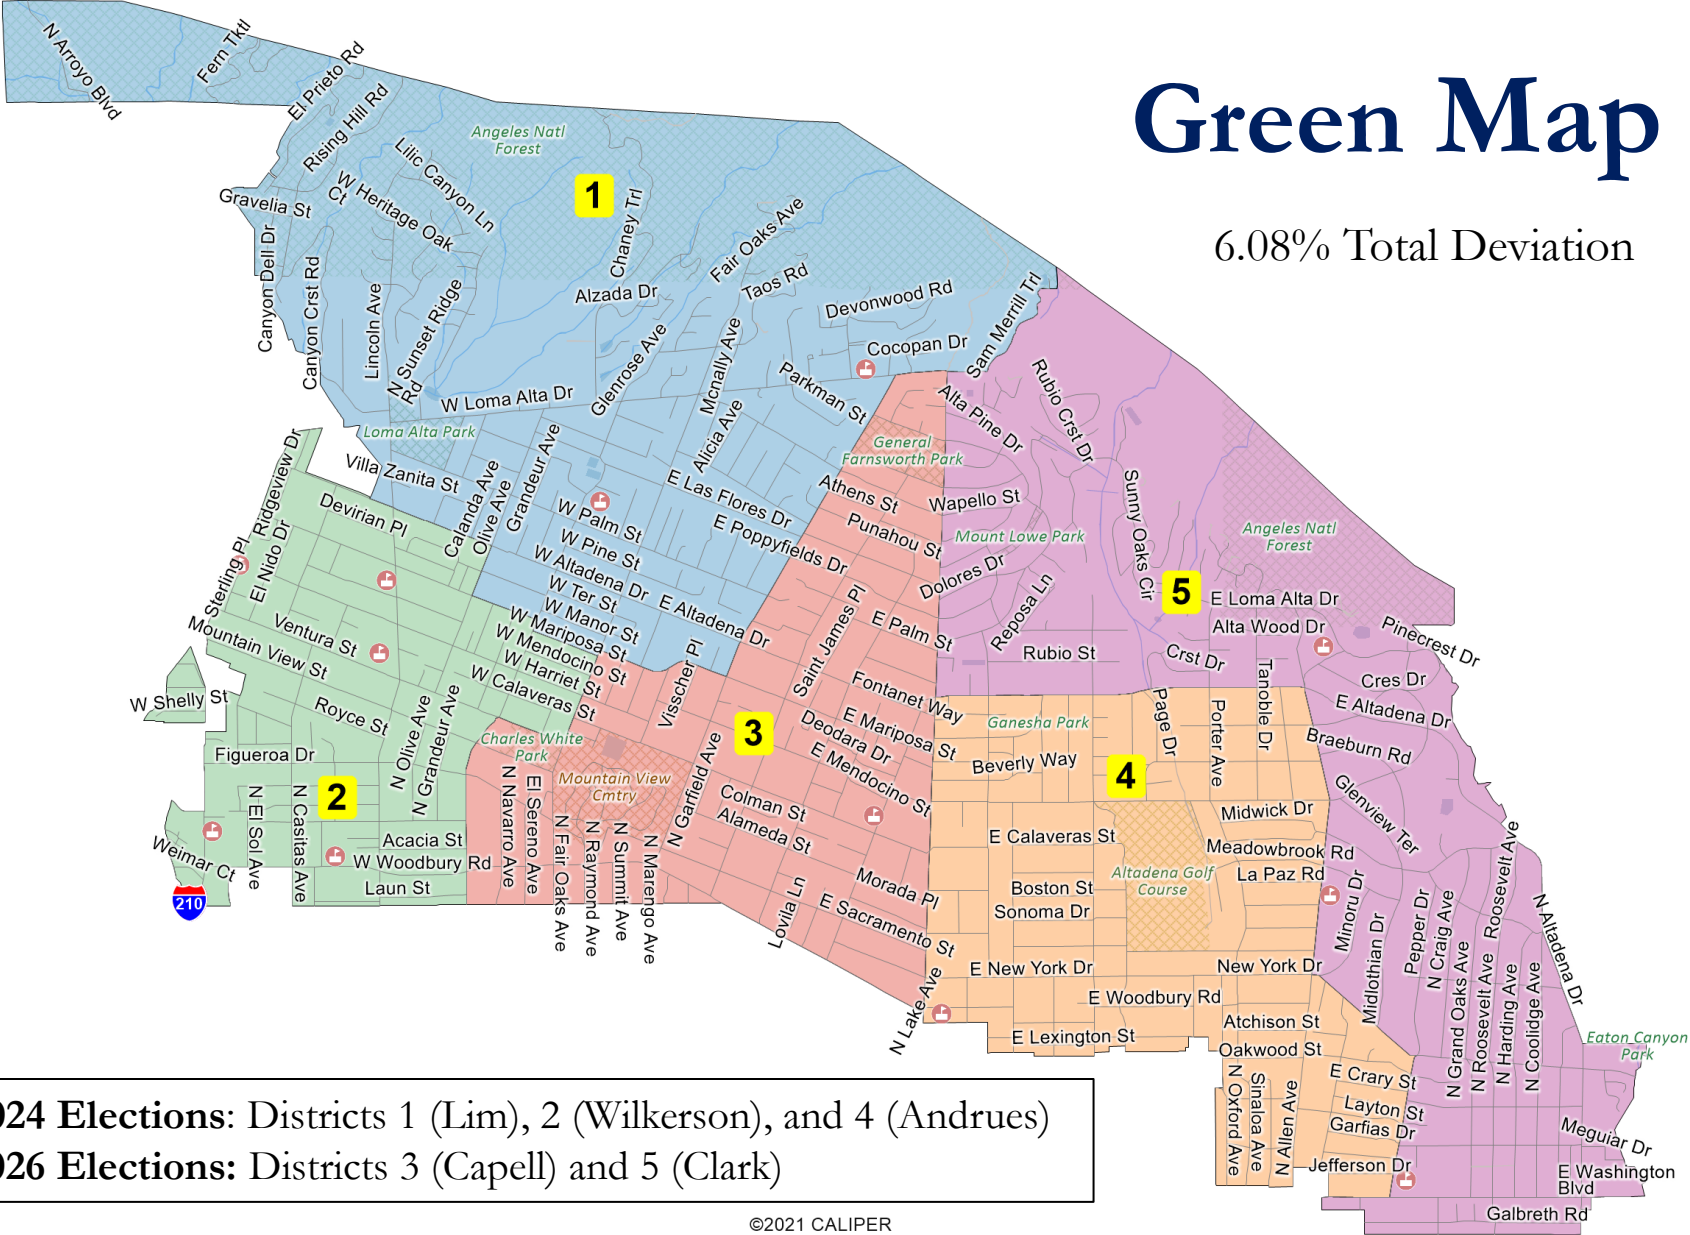 Green Map
6.08% Total Deviation
N Arroyo Blvd
Fern Tktl
El Prieto Rd
Rising Hill Rd
Lilic Canyon Ln
Angeles Natl
Forest
1
Gravelia St
W Heritage Oak
Ct
Canyon Dell Dr
Canyon Crst Rd
Lincoln Ave
N Sunset Ridge
Rd
Chaney Trl
Fair Oaks Ave
Taos Rd
Alzada Dr
Devonwood Rd
Sam Merrill Trl
Glenrose Ave
Mcnally Ave
Cocopan Dr
Parkman St
W Loma Alta Dr
Alicia Ave
Loma Alta Park
Villa Zanita St
Calanda Ave
Olive Ave
Grandeur Ave
E Las Flores Dr
E Poppyfields Dr
W Palm St
W Pine St
W Altadena Dr
W Ter St
W Manor St
W Mariposa St
W Mendocino St
W Harriet St
W Calaveras St
E Altadena Dr
Ridgeview Dr
Devirian Pl
Sterling Pl
El Nido Dr
Ventura St
Mountain View St
W Shelly St
Royce St
N Olive Ave
N Grandeur Ave
Figueroa Dr
2
N El Sol Ave
N Casitas Ave
Acacia St
W Woodbury Rd
Laun St
Weimar Ct
210
General
Farnsworth Park
Athens St
Punahou St
Saint James Pl
E Palm St
Visscher Pl
3
Fontanet Way
E Mariposa St
Deodara Dr
E Mendocino St
Charles White
Park
Mountain View
Cmtry
N Garfield Ave
Colman St
Alameda St
N Navarro Ave
El Sereno Ave
N Fair Oaks Ave
N Raymond Ave
N Summit Ave
N Marengo Ave
Lovila Ln
Morada Pl
E Sacramento St
N Lake Ave
Alta Pine Dr
Rubio Crst Dr
Wapello St
Mount Lowe Park
Sunny Oaks Cir
Angeles Natl
Forest
Dolores Dr
Reposa Ln
5
E Loma Alta Dr
Alta Wood Dr
Pinecrest Dr
Rubio St
Crst Dr
Tanoble Dr
Cres Dr
E Altadena Dr
Braeburn Rd
Ganesha Park
Page Dr
Porter Ave
Beverly Way
4
Glenview Ter
Midwick Dr
E Calaveras St
Meadowbrook Rd
Altadena Golf
Course
La Paz Rd
Boston St
Sonoma Dr
Minoru Dr
Midlothian Dr
Pepper Dr
N Craig Ave
N Grand Oaks Ave
N Roosevelt Ave
Roosevelt Ave
N Harding Ave
N Coolidge Ave
N Altadena Dr
E New York Dr
New York Dr
E Woodbury Rd
E Lexington St
Atchison St
Oakwood St
Eaton Canyon
Park
E Crary St
N Oxford Ave
Sinaloa Ave
N Allen Ave
Layton St
Garfias Dr
Jefferson Dr
Meguiar Dr
E Washington
Blvd
Galbreth Rd
024 Elections: Districts 1 (Lim), 2 (Wilkerson), and 4 (Andrues)
026 Elections: Districts 3 (Capell) and 5 (Clark)
©2021 CALIPER